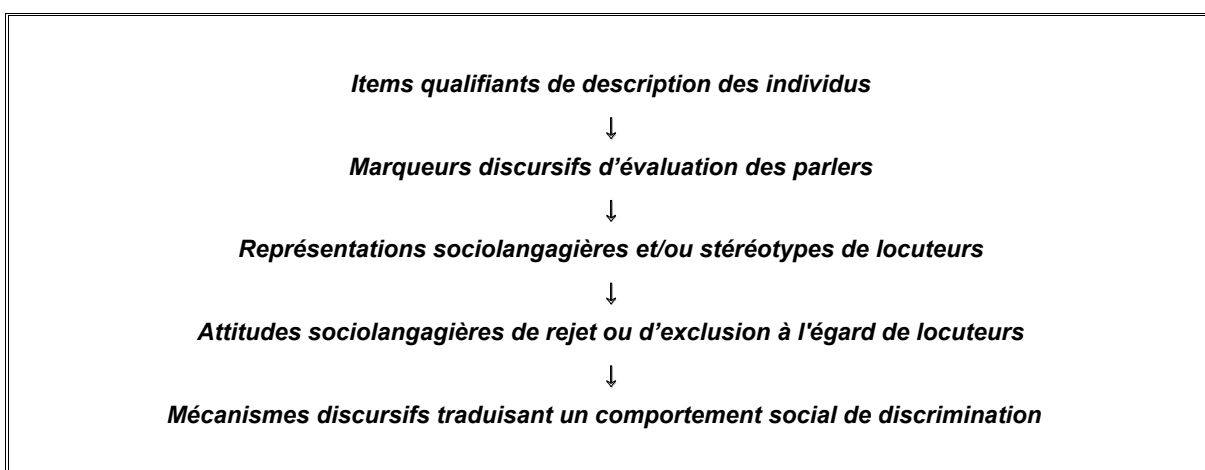 Items qualifiants de description des individus
↓
Marqueurs discursifs d’évaluation des parlers
↓
Représentations sociolangagières et/ou stéréotypes de locuteurs
↓
Attitudes sociolangagières de rejet ou d’exclusion à l'égard de locuteurs
↓
Mécanismes discursifs traduisant un comportement social de discrimination